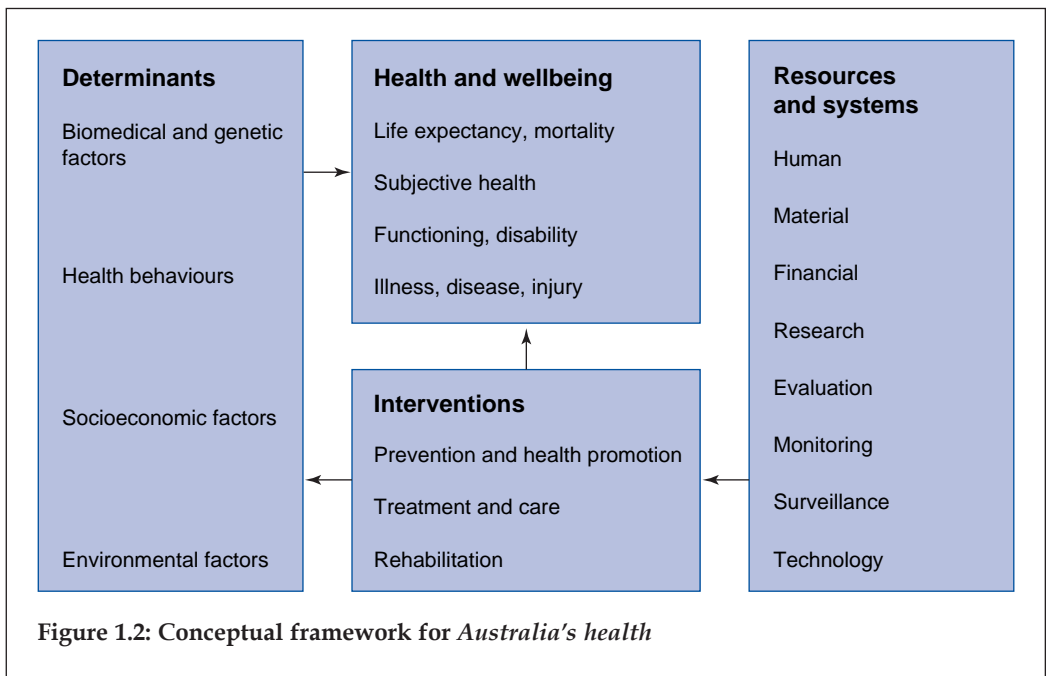 Determinants
Biomedical and genetic
factors
Health behaviours
Socioeconomic factors
Environmental factors
Health and wellbeing
Life expectancy, mortality
Subjective health
Functioning, disability
Illness, disease, injury
Interventions
Prevention and health promotion
Treatment and care
Rehabilitation
Resources
and systems
Human
Material
Financial
Research
Evaluation
Monitoring
Surveillance
Technology
Figure 1.2: Conceptual framework for Australia's health